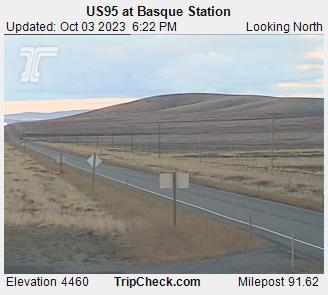 US95 at Basque Station
Updated: Oct 03 2023 6:22 PM Looking North
Elevation 4460 TripCheck.com Milepost 91.62